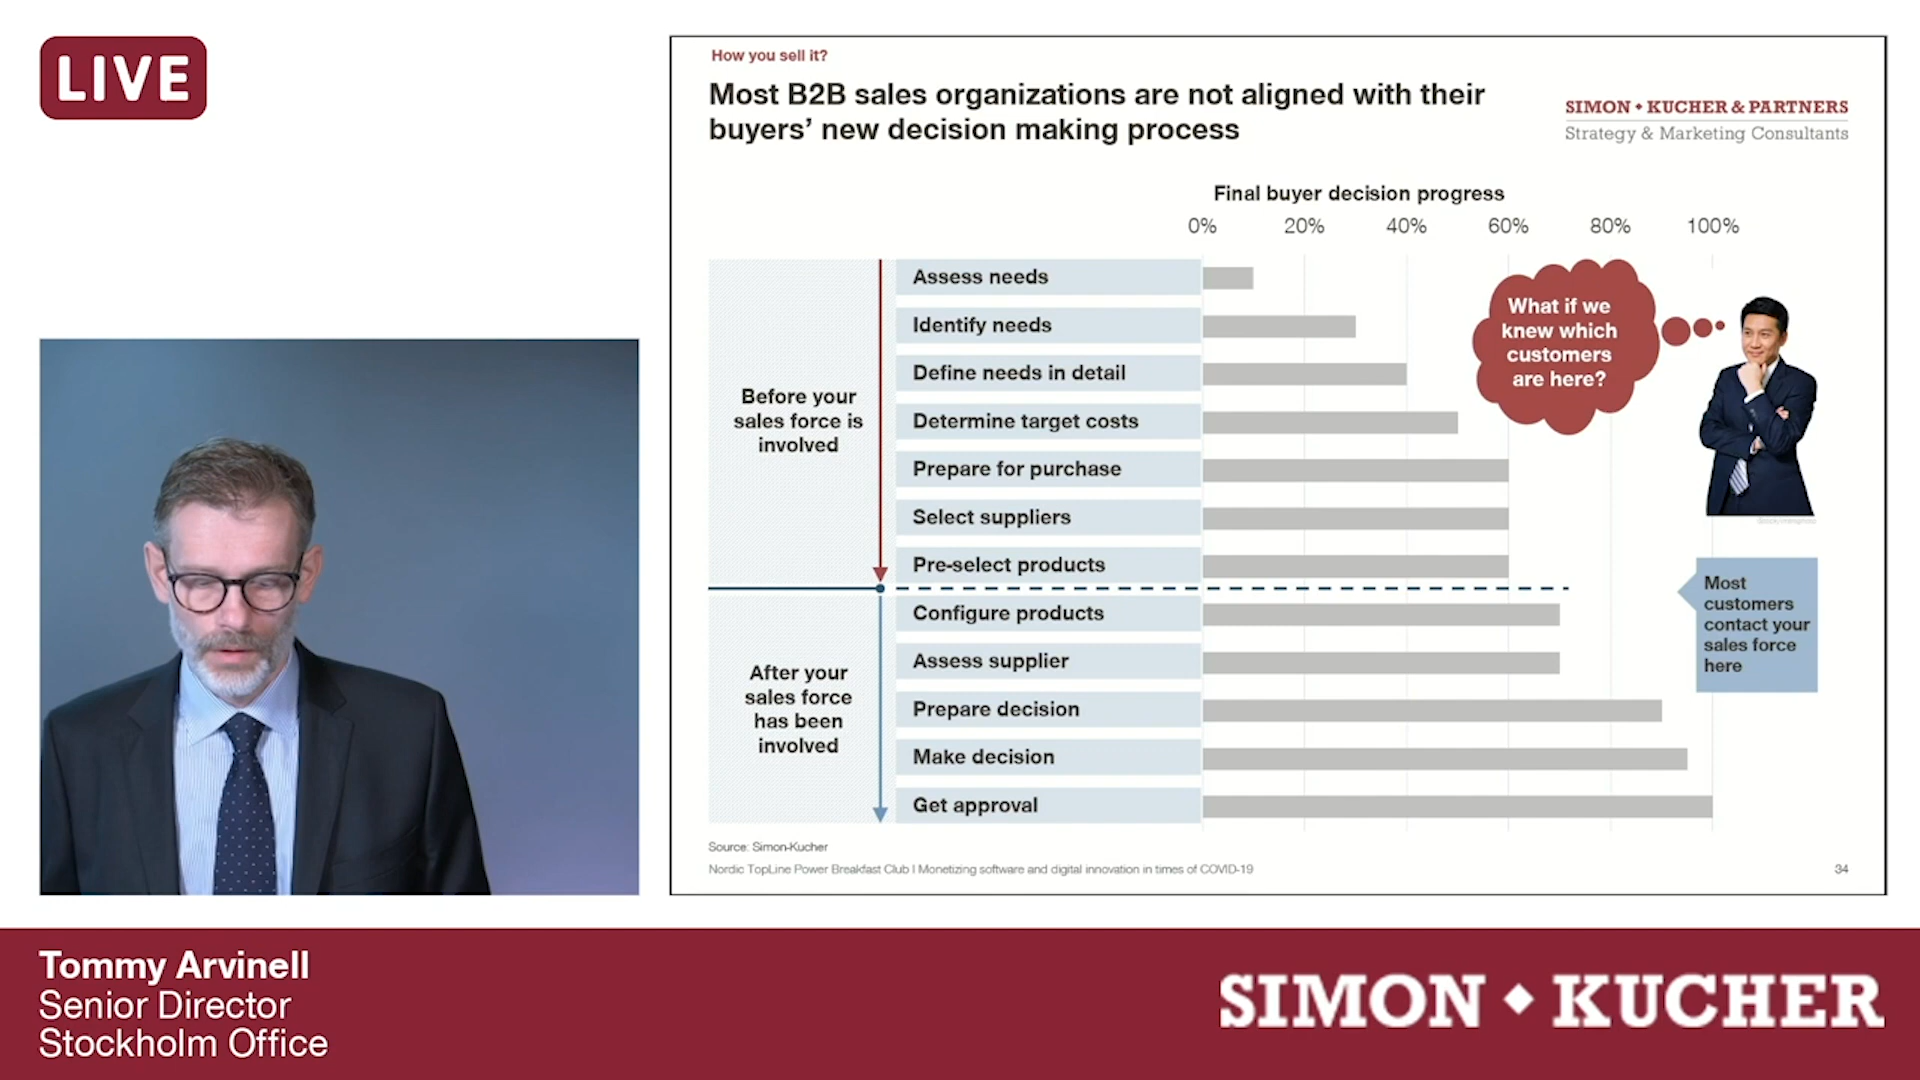 LIVE
How you sell it?
Most B2B sales organizations are not aligned with their
buyers’ new decision making process
SIMON • KUCHER & PARTNERS
Strategy & Marketing Consultants
Final buyer decision progress
0% 20% 40% 60% 80% 100%
Before your
sales force is
involved
Assess needs
Identify needs
Define needs in detail
Determine target costs
Prepare for purchase
Select suppliers
Pre-select products
What if we
knew which
customers
are here?
After your
sales force
has been
involved
Configure products
Assess supplier
Prepare decision
Make decision
Get approval
Most
customers
contact your
sales force
here
Source: Simon-Kucher
Nordic TopLine Power Breakfast Club I Monetizing software and digital innovation in times of COVID-19
34
Tommy Arvinell
Senior Director
Stockholm Office
SIMON ◆ KUCHER